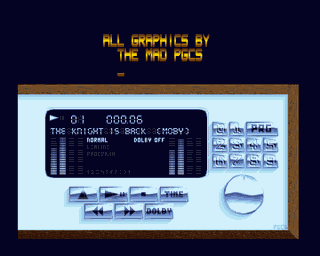 ALL GRAPHICS BY
THE MAD PGCS
01 000.06
THE KNIGHT IS BACK (MOBY)
NORMAL DOLBY OFF
PRG
TIME
DOLBY
PGCS